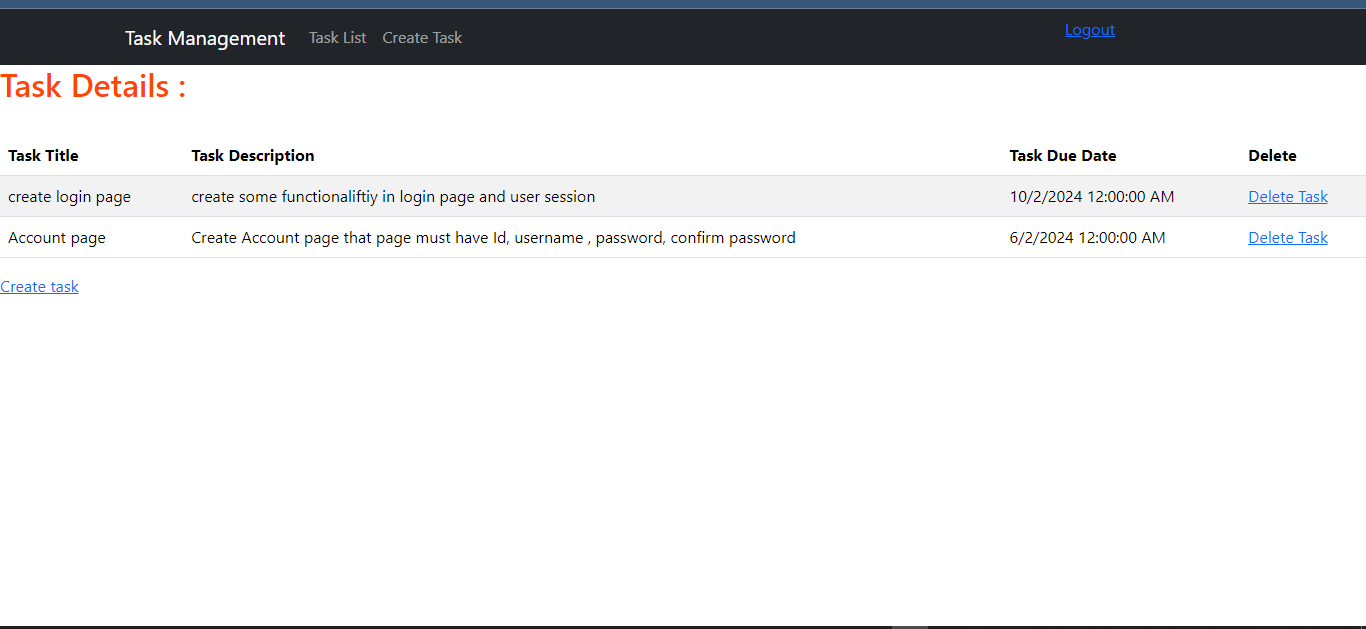 Task Management Task List Create Task Logout
Task Details :
Task Title Task Description Task Due Date Delete
create login page create some functionaliftiy in login page and user session 10/2/2024 12:00:00 AM Delete Task
Account page Create Account page that page must have Id, username , password, confirm password 6/2/2024 12:00:00 AM Delete Task
Create task